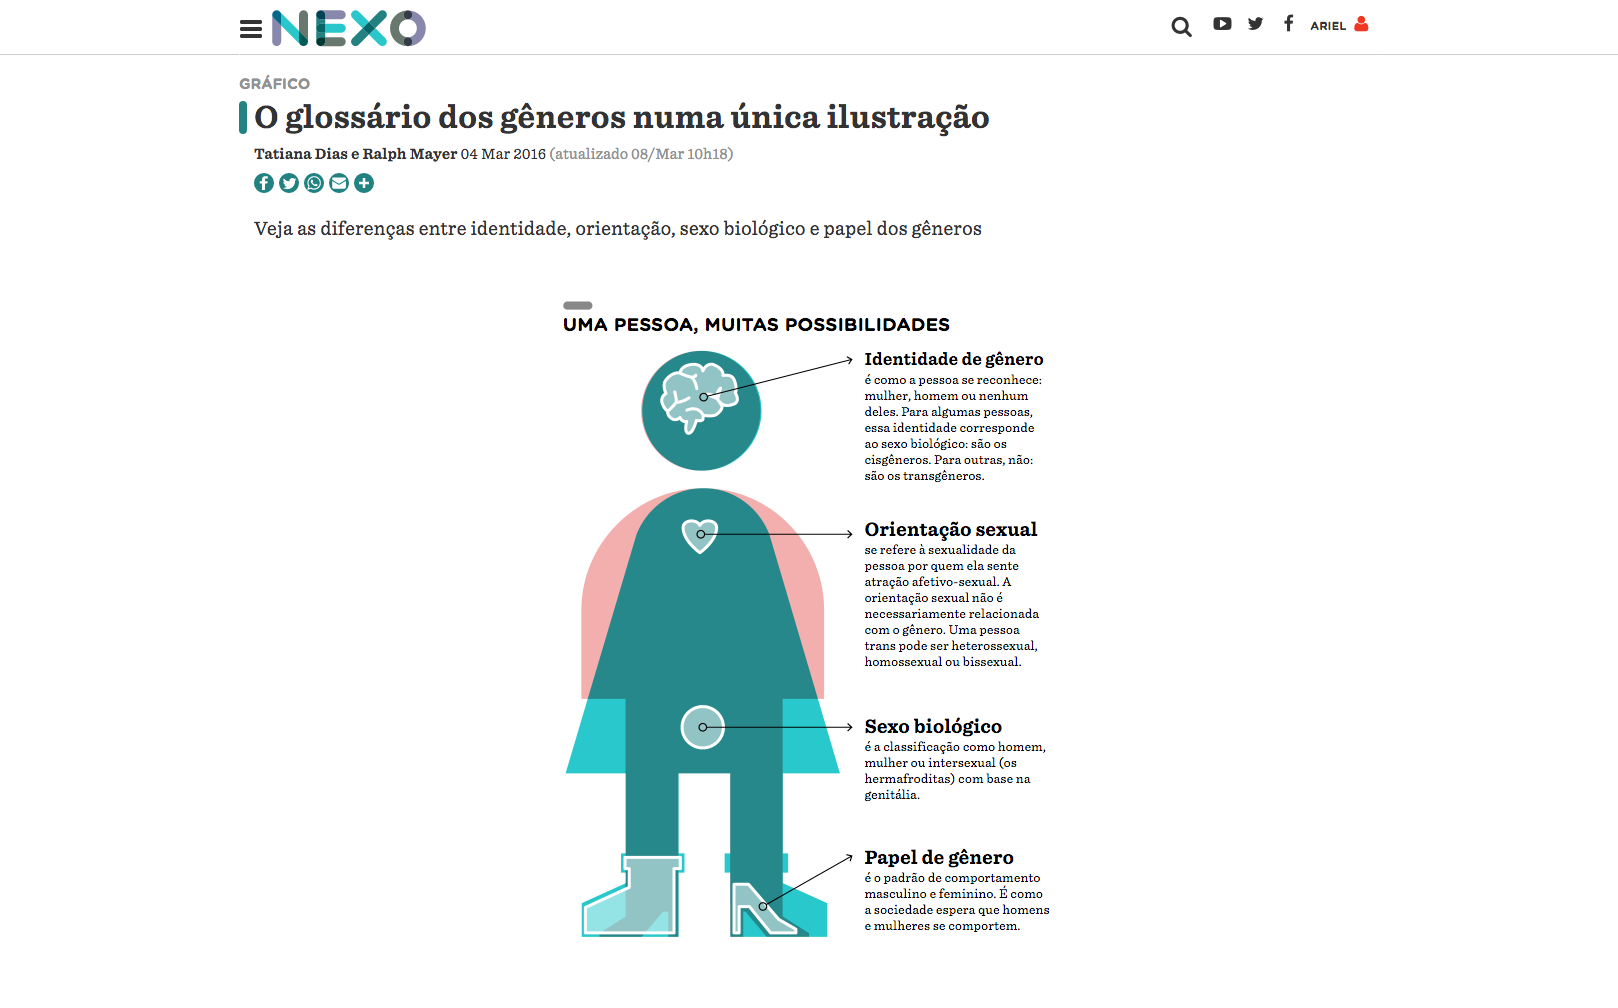 NEXO
ARIEL
GRÁFICO
O glossário dos gêneros numa única ilustração
Tatiana Dias e Ralph Mayer 04 Mar 2016 (atualizado 08/Mar 10h18)
Veja as diferenças entre identidade, orientação, sexo biológico e papel dos gêneros
UMA PESSOA, MUITAS POSSIBILIDADES
Identidade de gênero
é como a pessoa se reconhece:
mulher, homem ou nenhum
deles. Para algumas pessoas,
essa identidade corresponde
ao sexo biológico: são os
cisgêneros. Para outras, não:
são os transgêneros.
Orientação sexual
se refere à sexualidade da
pessoa por quem ela sente
atração afetivo-sexual. A
orientação sexual não é
necessariamente relacionada
com o gênero. Uma pessoa
trans pode ser heterossexual,
homossexual ou bissexual.
Sexo biológico
é a classificação como homem,
mulher ou intersexual (os
hermafroditas) com base na
genitália.
Papel de gênero
é o padrão de comportamento
masculino e feminino. É como
a sociedade espera que homens
e mulheres se comportem.